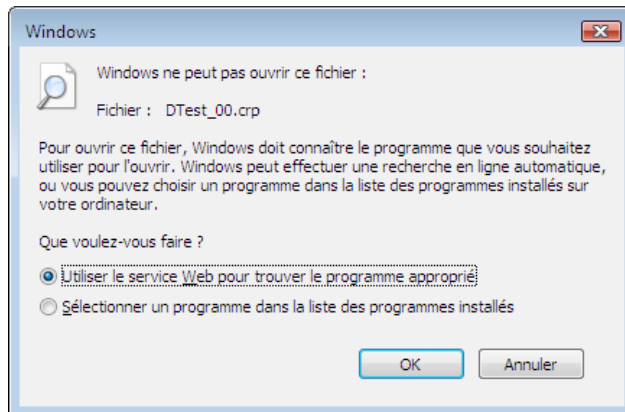 Windows
Windows ne peut pas ouvrir ce fichier :
Fichier : DTest_00.crp
Pour ouvrir ce fichier, Windows doit connaître le programme que vous souhaitez
utiliser pour l'ouvrir. Windows peut effectuer une recherche en ligne automatique,
ou vous pouvez choisir un programme dans la liste des programmes installés sur
votre ordinateur.
Que voulez-vous faire ?
Utiliser le service Web pour trouver le programme approprié
Sélectionner un programme dans la liste des programmes installés
OK Annuler